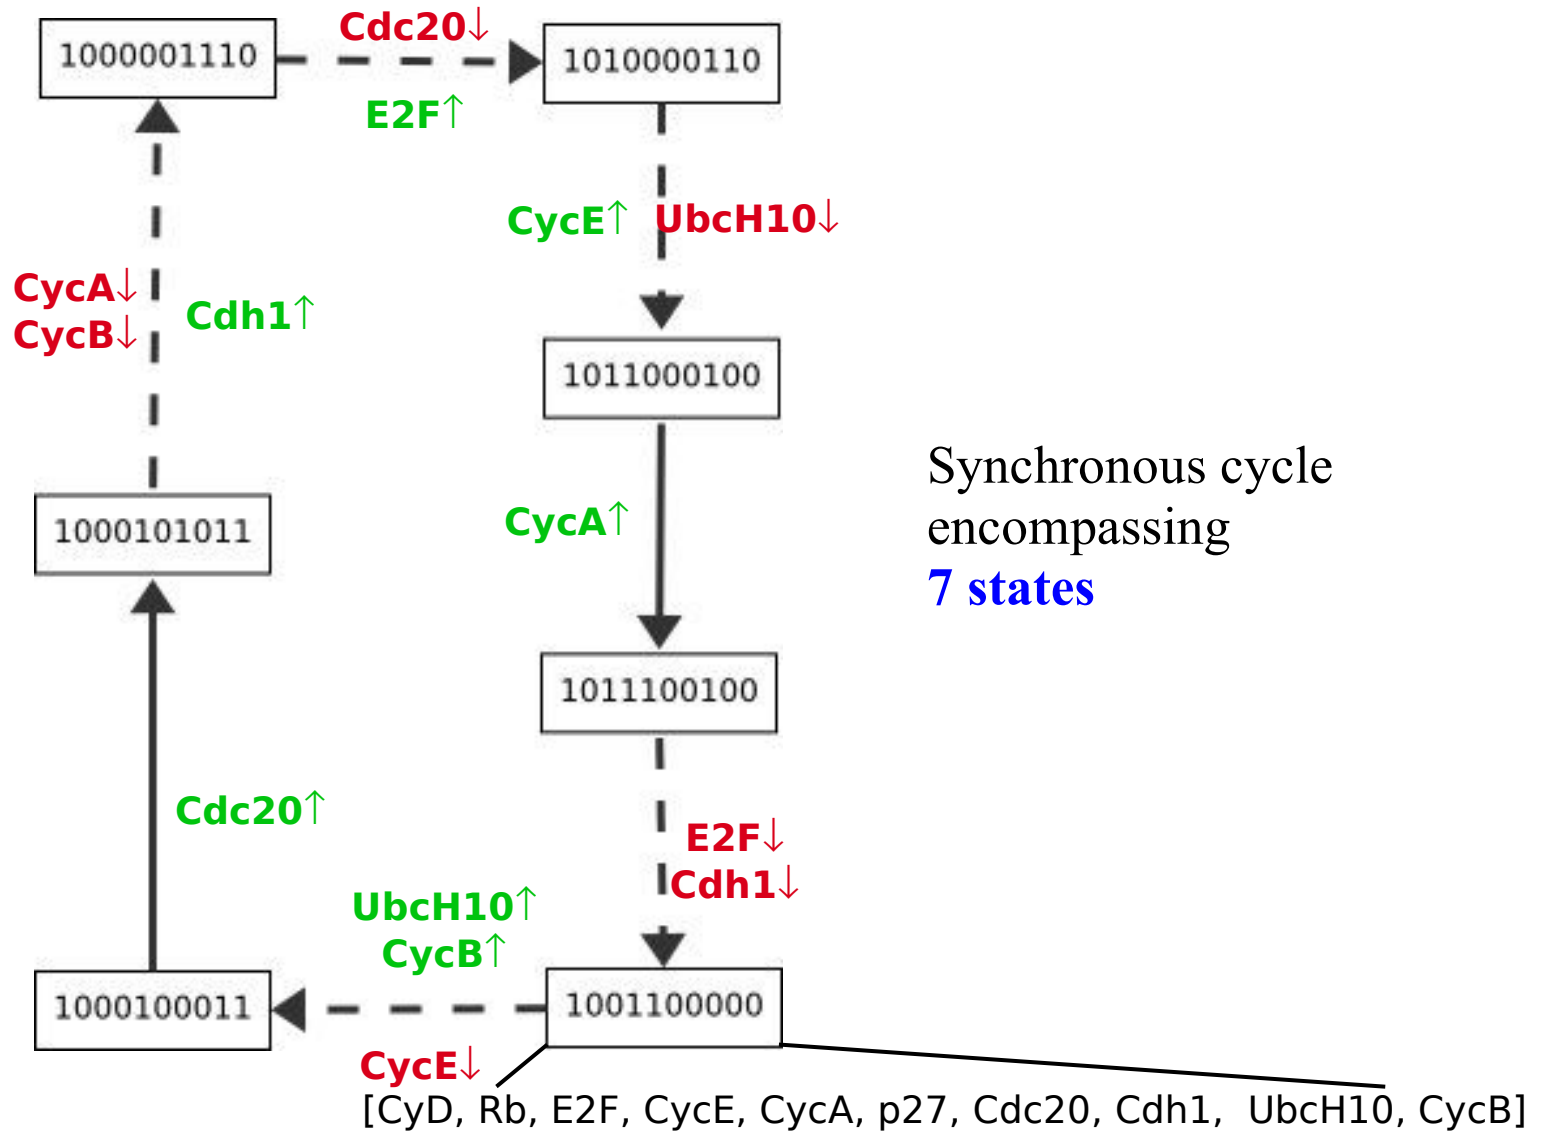 Cdc20↓
1000001110
1010000110
E2F↑
CycE↑
UbcH10↓
CycA↓
CycB↓
Cdh1↑
1011000100
Synchronous cycle
encompassing
7 states
CycA↑
1000101011
1011100100
Cdc20↑
E2F↓
Cdh1↓
UbcH10↑
CycB↑
1000100011
1001100000
CycE↓
[CyD, Rb, E2F, CycE, CycA, p27, Cdc20, Cdh1, UbcH10, CycB]